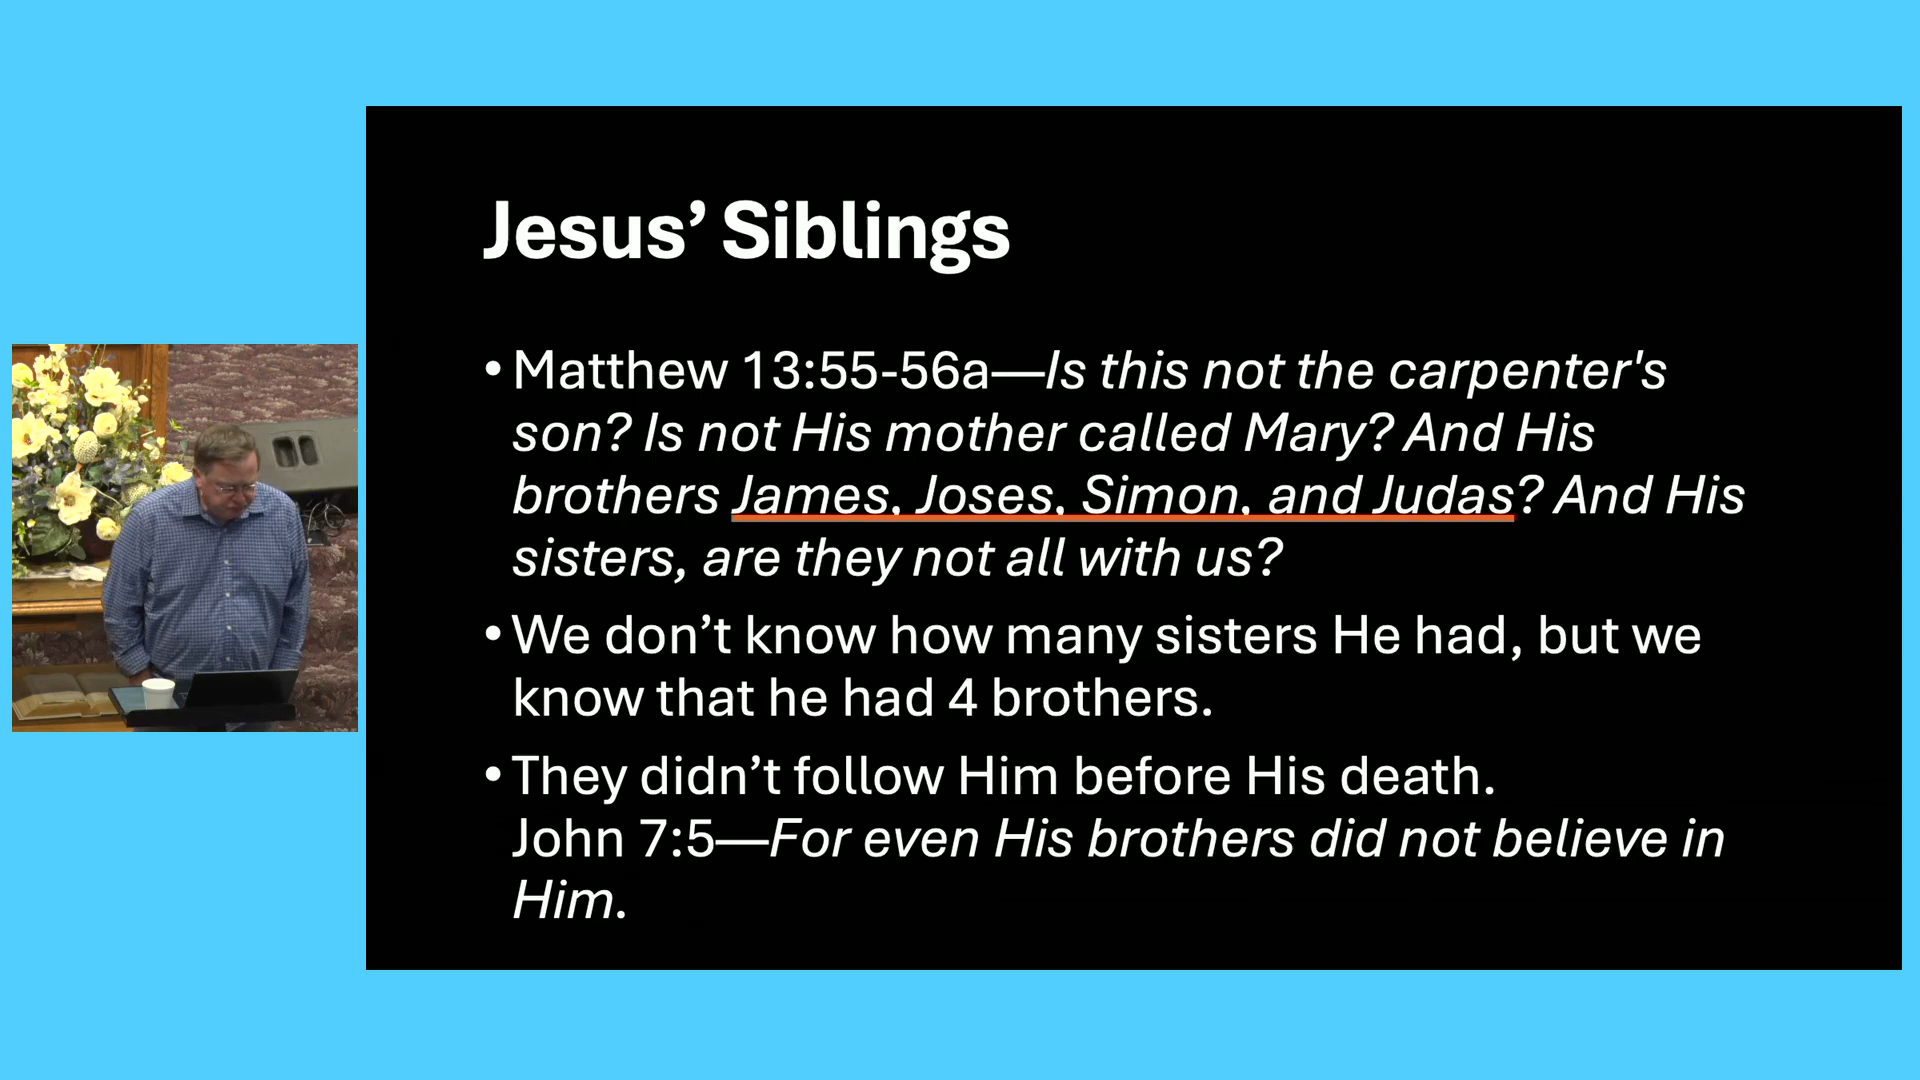 Jesus’ Siblings
• Matthew 13:55-56a—Is this not the carpenter's
son? Is not His mother called Mary? And His
brothers James, Joses, Simon, and Judas? And His
sisters, are they not all with us?
• We don’t know how many sisters He had, but we
know that he had 4 brothers.
• They didn’t follow Him before His death.
John 7:5—For even His brothers did not believe in
Him.